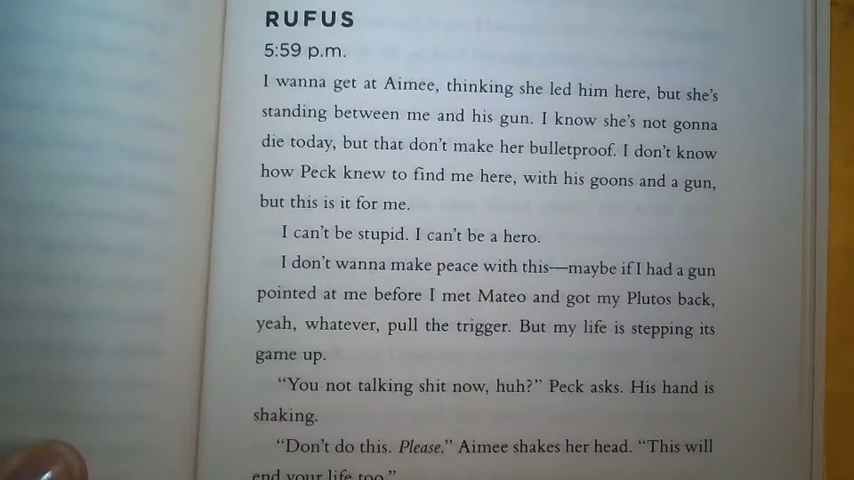 RUFUS
5:59 p.m.
I wanna get at Aimee, thinking she led him here, but she's
standing between me and his gun. I know she's not gonna
die today, but that don't make her bulletproof. I don't know
how Peck knew to find me here, with his goons and a gun,
but this is it for me.
I can't be stupid. I can't be a hero.
I don't wanna make peace with this—maybe if I had a gun
pointed at me before I met Mateo and got my Plutos back,
yeah, whatever, pull the trigger. But my life is stepping its
game up.
“You not talking shit now, huh?” Peck asks. His hand is
shaking.
“Don't do this. Please.” Aimee shakes her head. “This will
end your life too.”